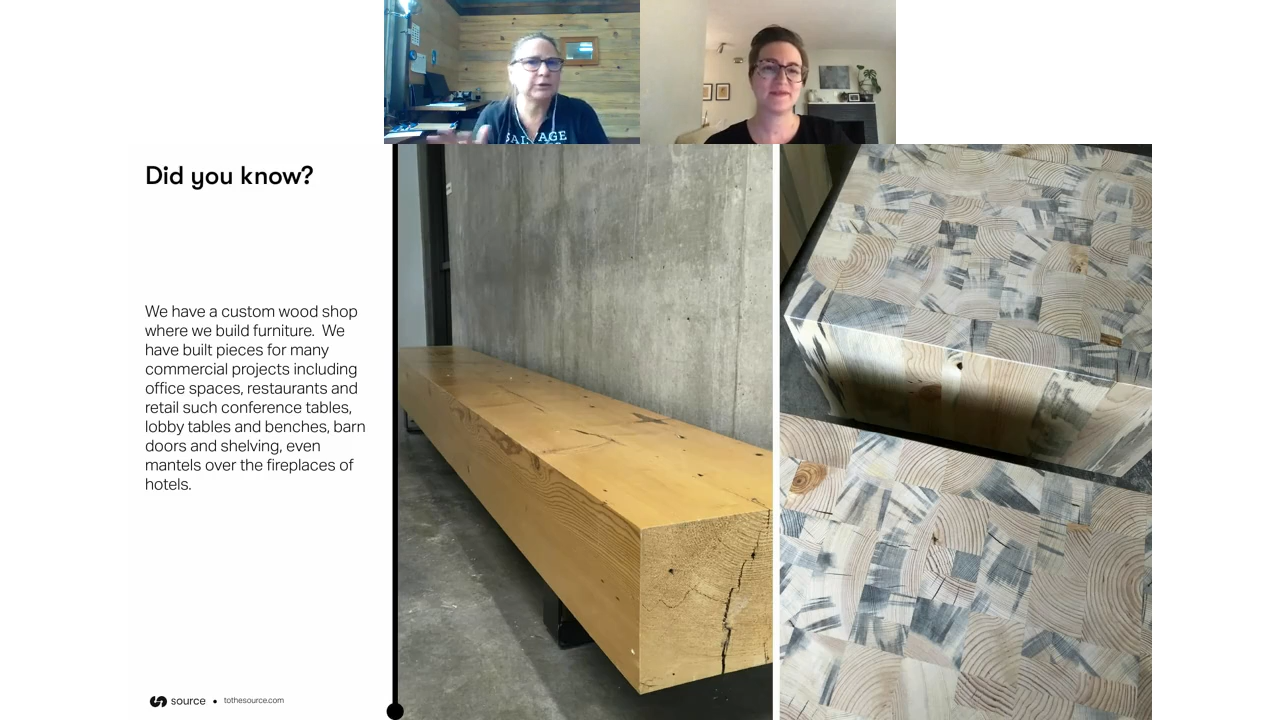 SALVAGE
Did you know?
We have a custom wood shop
where we build furniture.  We
have built pieces for many
commercial projects including
office spaces, restaurants and
retail such conference tables,
lobby tables and benches, barn
doors and shelving, even
mantels over the fireplaces of
hotels.
source • tothesource.com